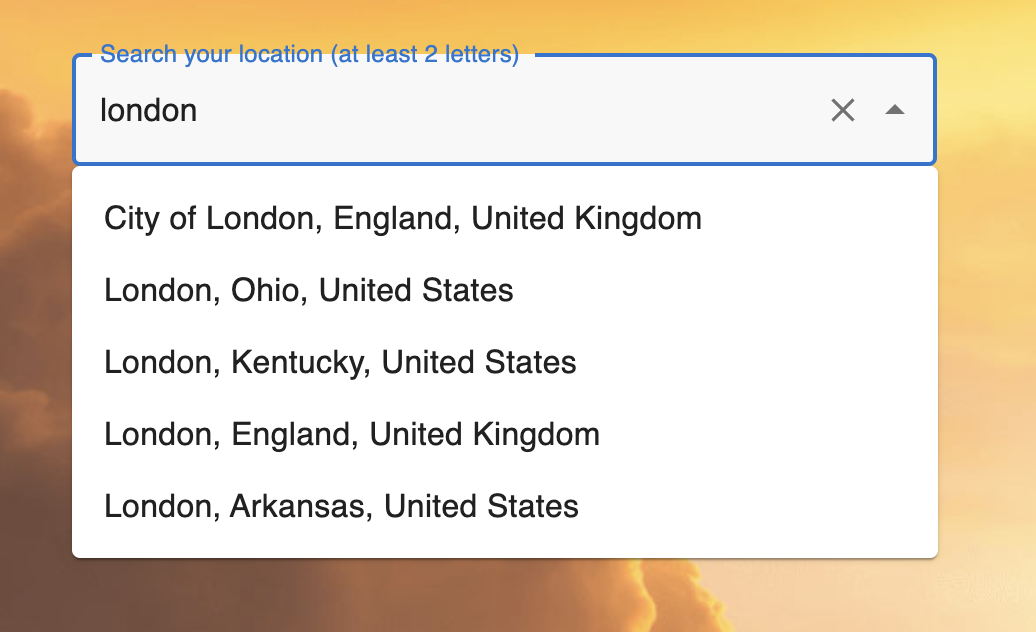 Search your location (at least 2 letters)
london
City of London, England, United Kingdom
London, Ohio, United States
London, Kentucky, United States
London, England, United Kingdom
London, Arkansas, United States